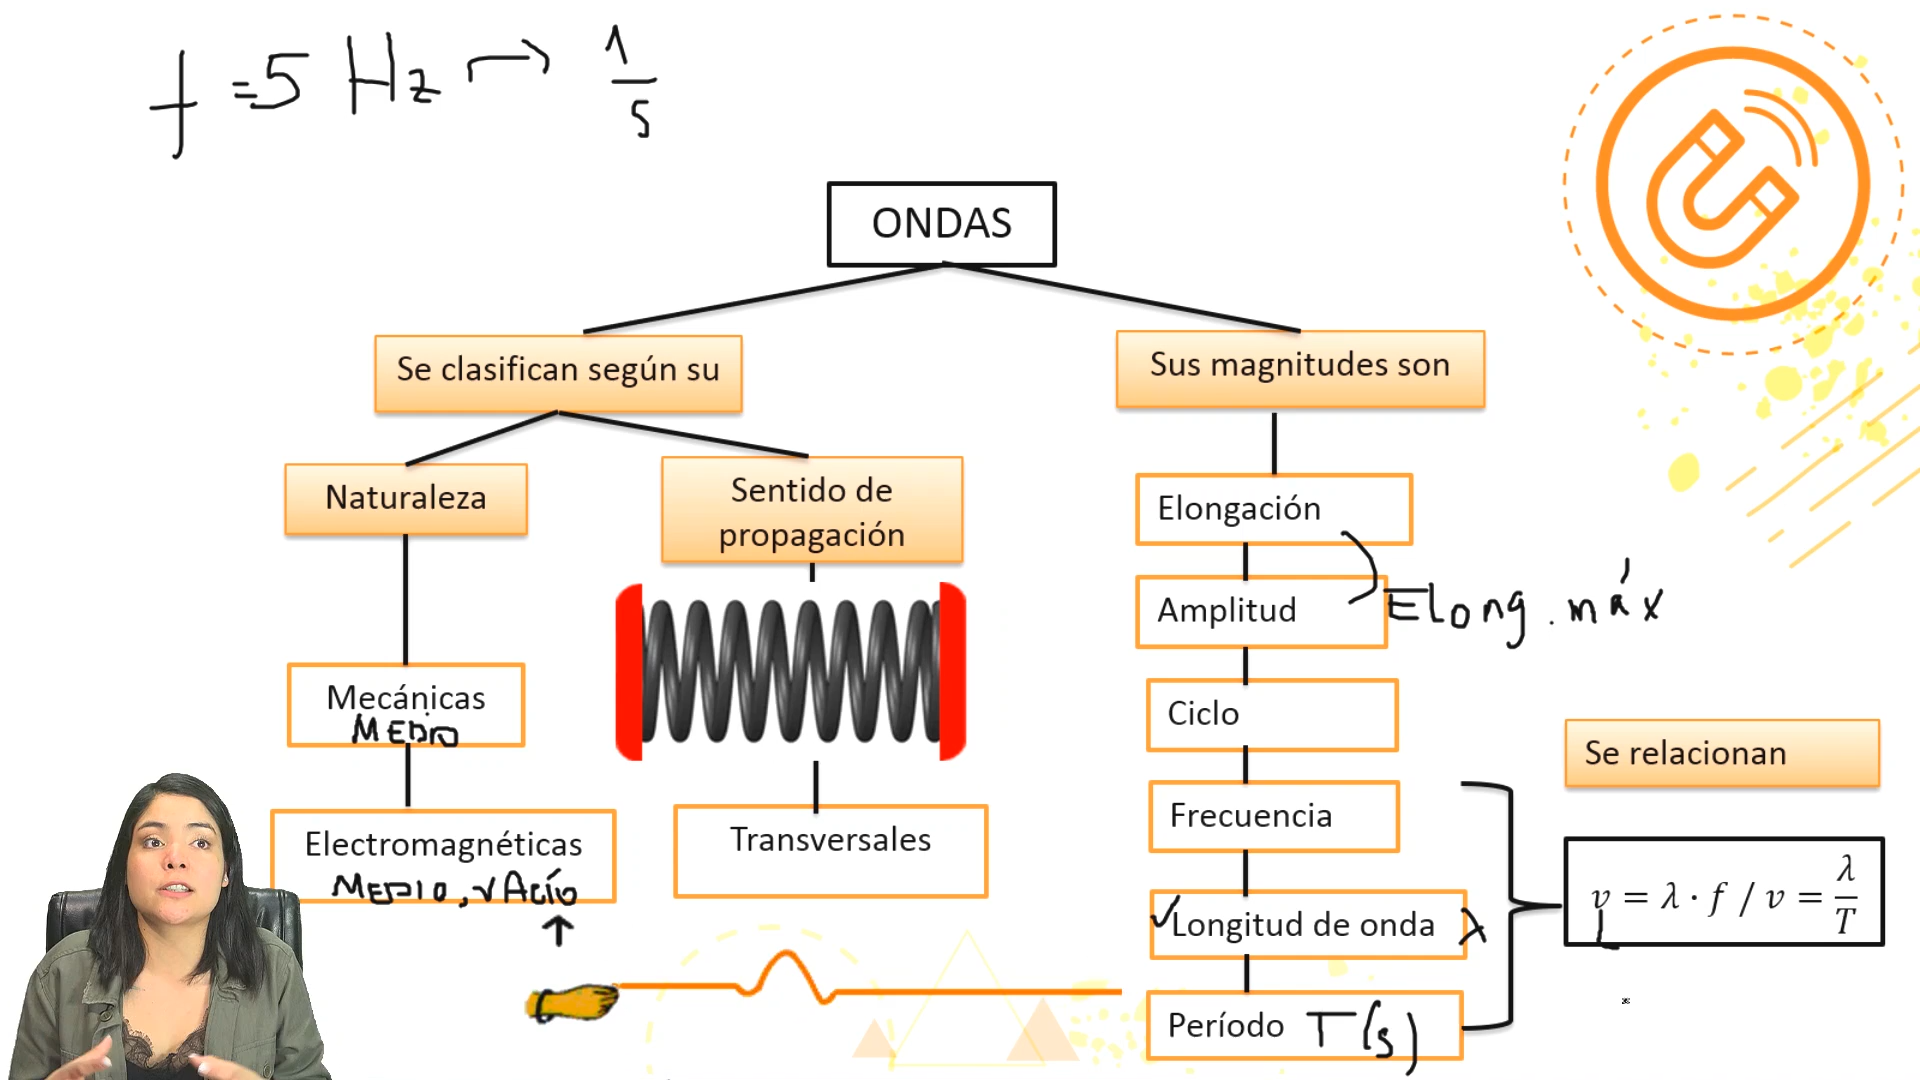 f = 5 Hz → 1/s
ONDAS
Se clasifican según su
Sus magnitudes son
Naturaleza
Sentido de
propagación
Elongación
Amplitud
Elong. máx
Mecánicas
MEDIO
Ciclo
Se relacionan
Frecuencia
Electromagnéticas
MEDIO, VACÍO
Transversales
v = λ · f / v = λ/T
Longitud de onda λ
Período T(s)